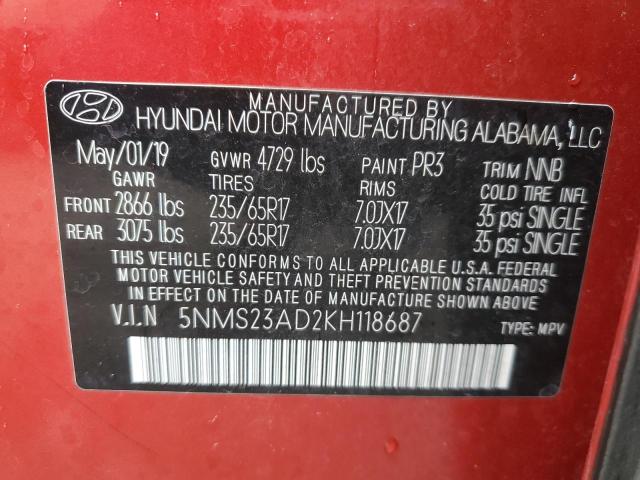 MANUFACTURED BY
HYUNDAI MOTOR MANUFACTURING ALABAMA, LLC
May/01/19 GVWR 4729 lbs PAINT PR3 TRIM NNB
GAWR TIRES RIMS COLD TIRE INFL
FRONT 2866 lbs 235/65R17 7.0JX17 35 psi SINGLE
REAR 3075 lbs 235/65R17 7.0JX17 35 psi SINGLE
THIS VEHICLE CONFORMS TO ALL APPLICABLE U.S.A. FEDERAL
MOTOR VEHICLE SAFETY AND THEFT PREVENTION STANDARDS
IN EFFECT ON THE DATE OF MANUFACTURE SHOWN ABOVE.
V.I.N 5NMS23AD2KH118687 TYPE: MPV